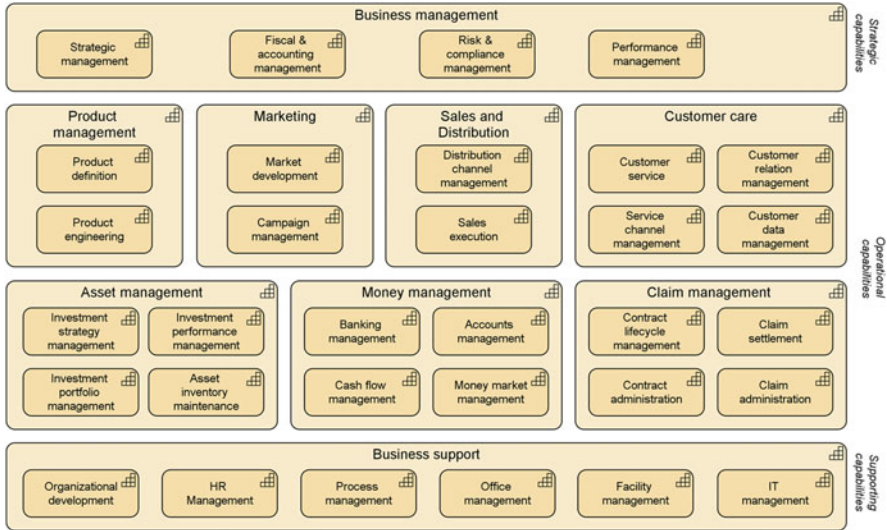 Business management
Strategic
management
Fiscal &
accounting
management
Risk &
compliance
management
Performance
management
Strategic
capabilities
Product
management
Product
definition
Product
engineering
Marketing
Market
development
Campaign
management
Sales and
Distribution
Distribution
channel
management
Sales
execution
Customer care
Customer
service
Customer
relation
management
Service
channel
management
Customer
data
management
Operational
capabilities
Asset management
Investment
strategy
management
Investment
performance
management
Investment
portfolio
management
Asset
inventory
maintenance
Money management
Banking
management
Accounts
management
Cash flow
management
Money market
management
Claim management
Contract
lifecycle
management
Claim
settlement
Contract
administration
Claim
administration
Business support
Organizational
development
HR
Management
Process
management
Office
management
Facility
management
IT
management
Supporting
capabilities